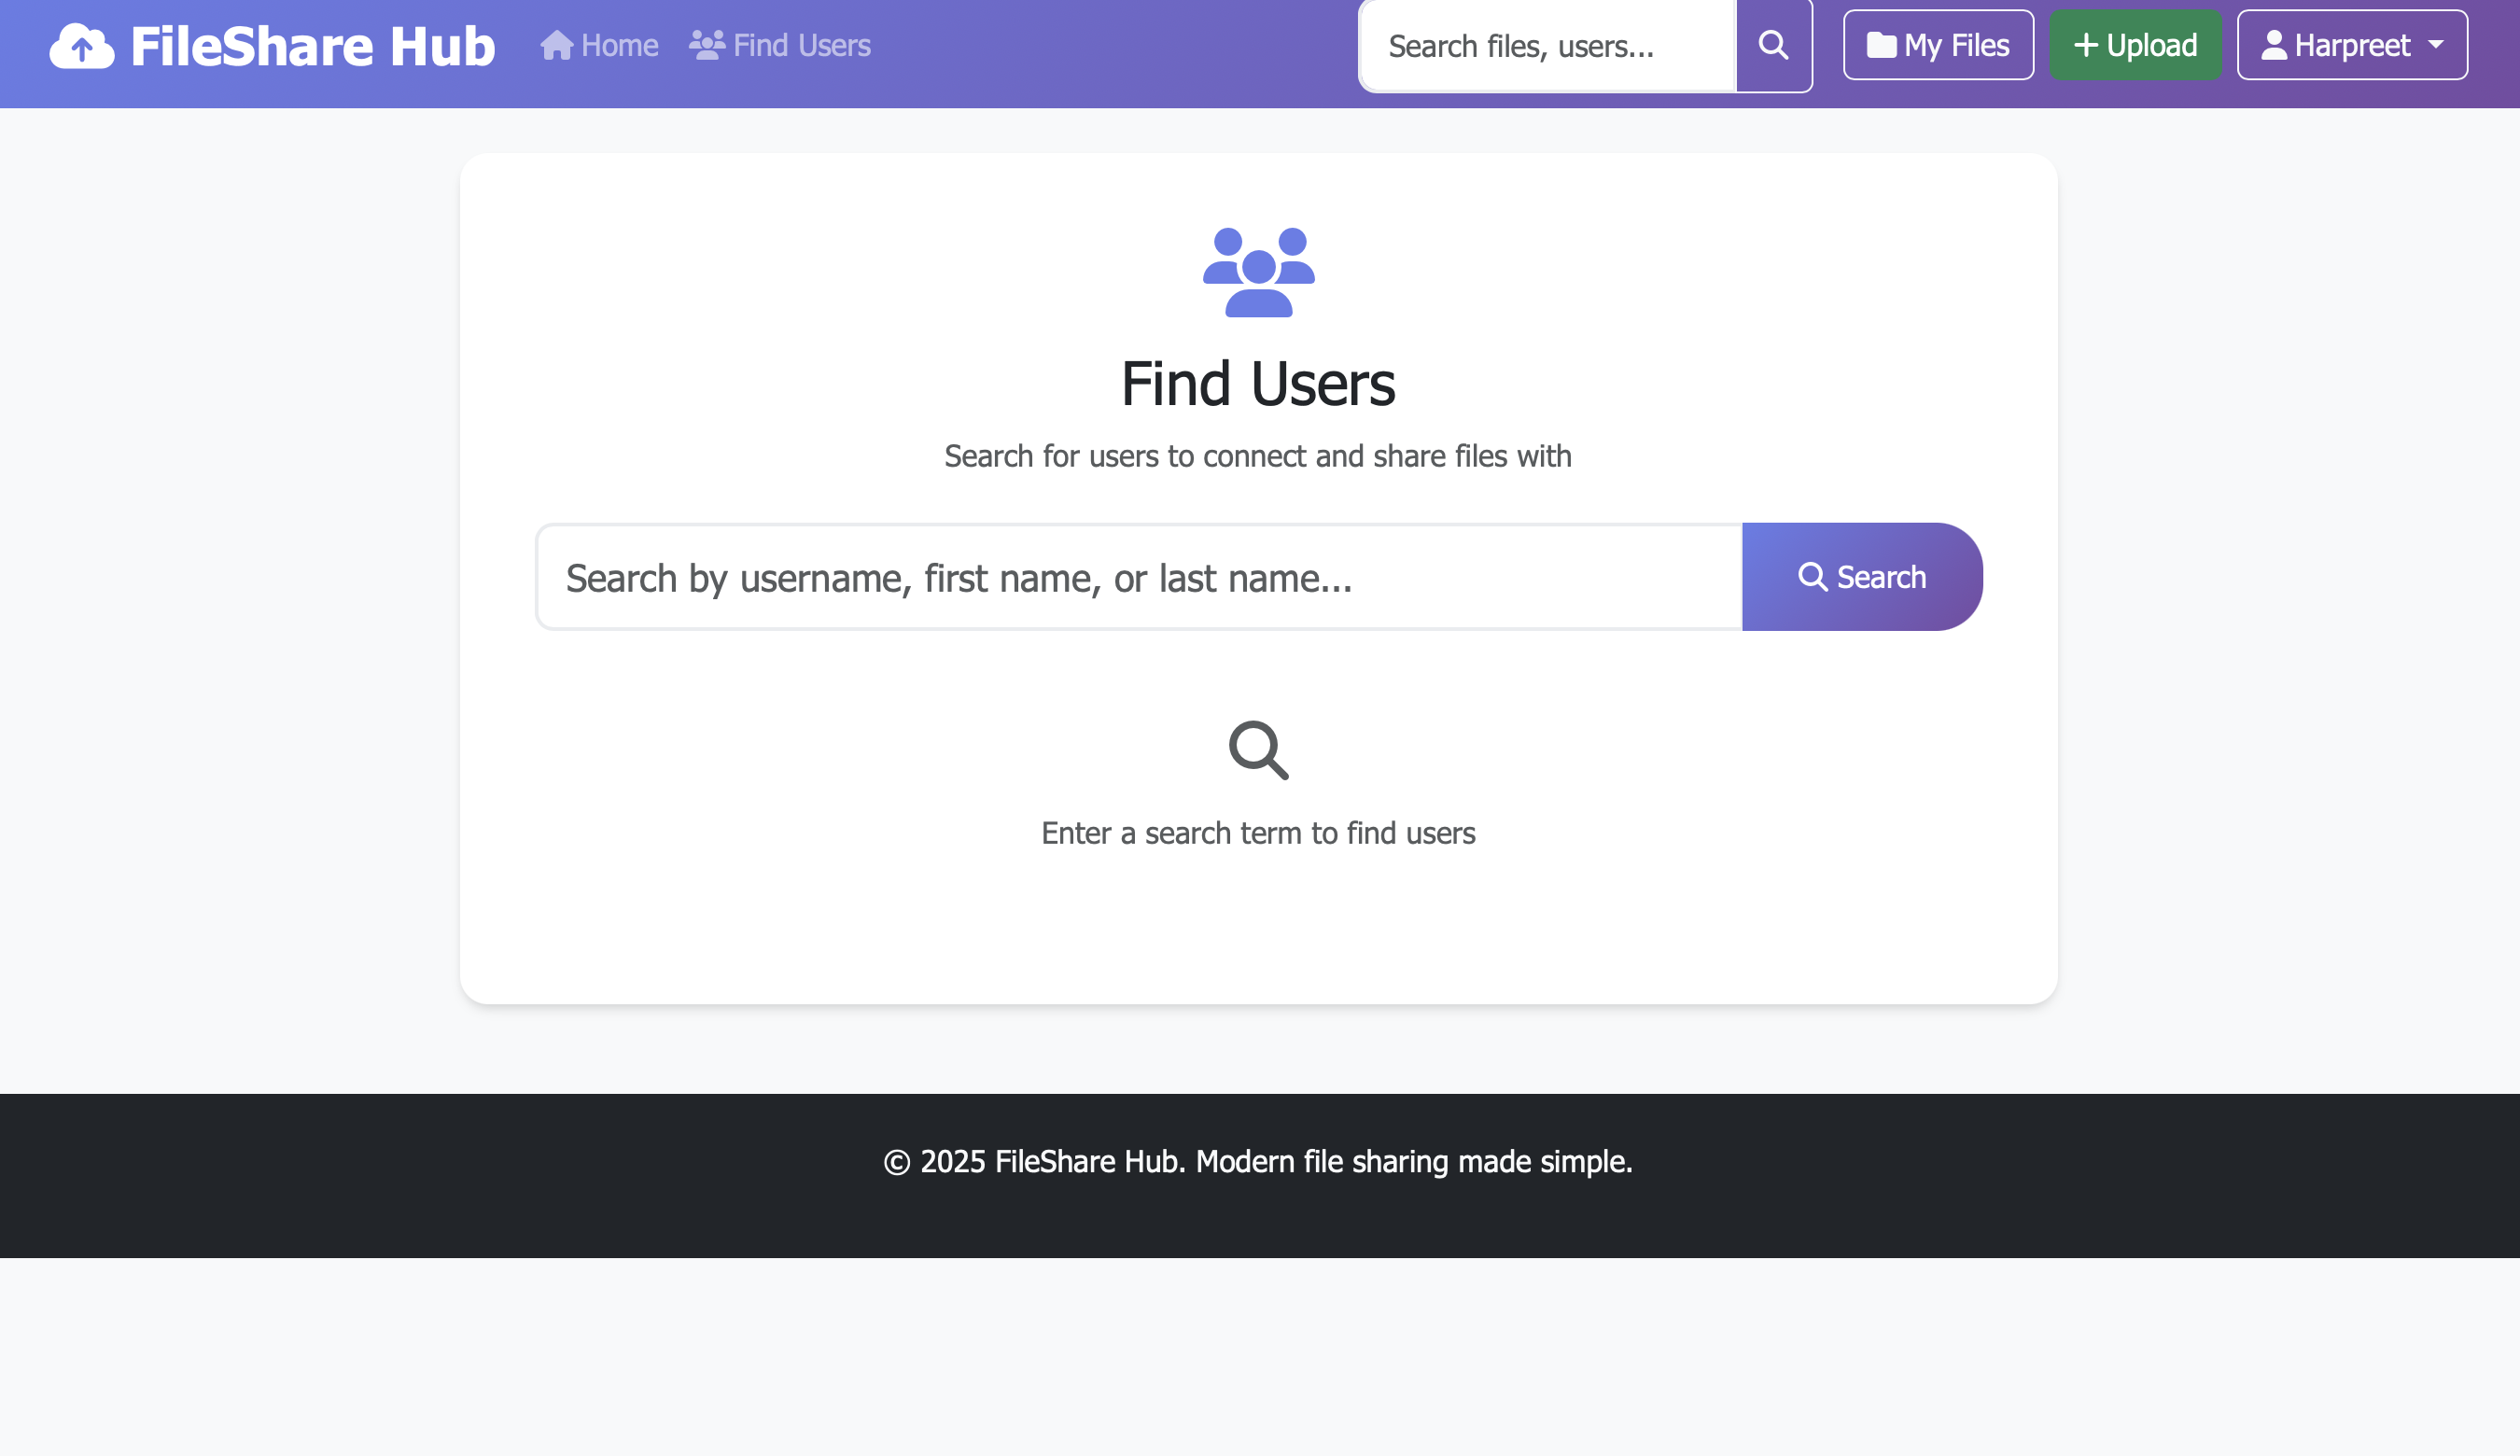 FileShare Hub
Home
Find Users
Search files, users...
My Files
Upload
Harpreet
Find Users
Search for users to connect and share files with
Search by username, first name, or last name...
Search
Enter a search term to find users
© 2025 FileShare Hub. Modern file sharing made simple.